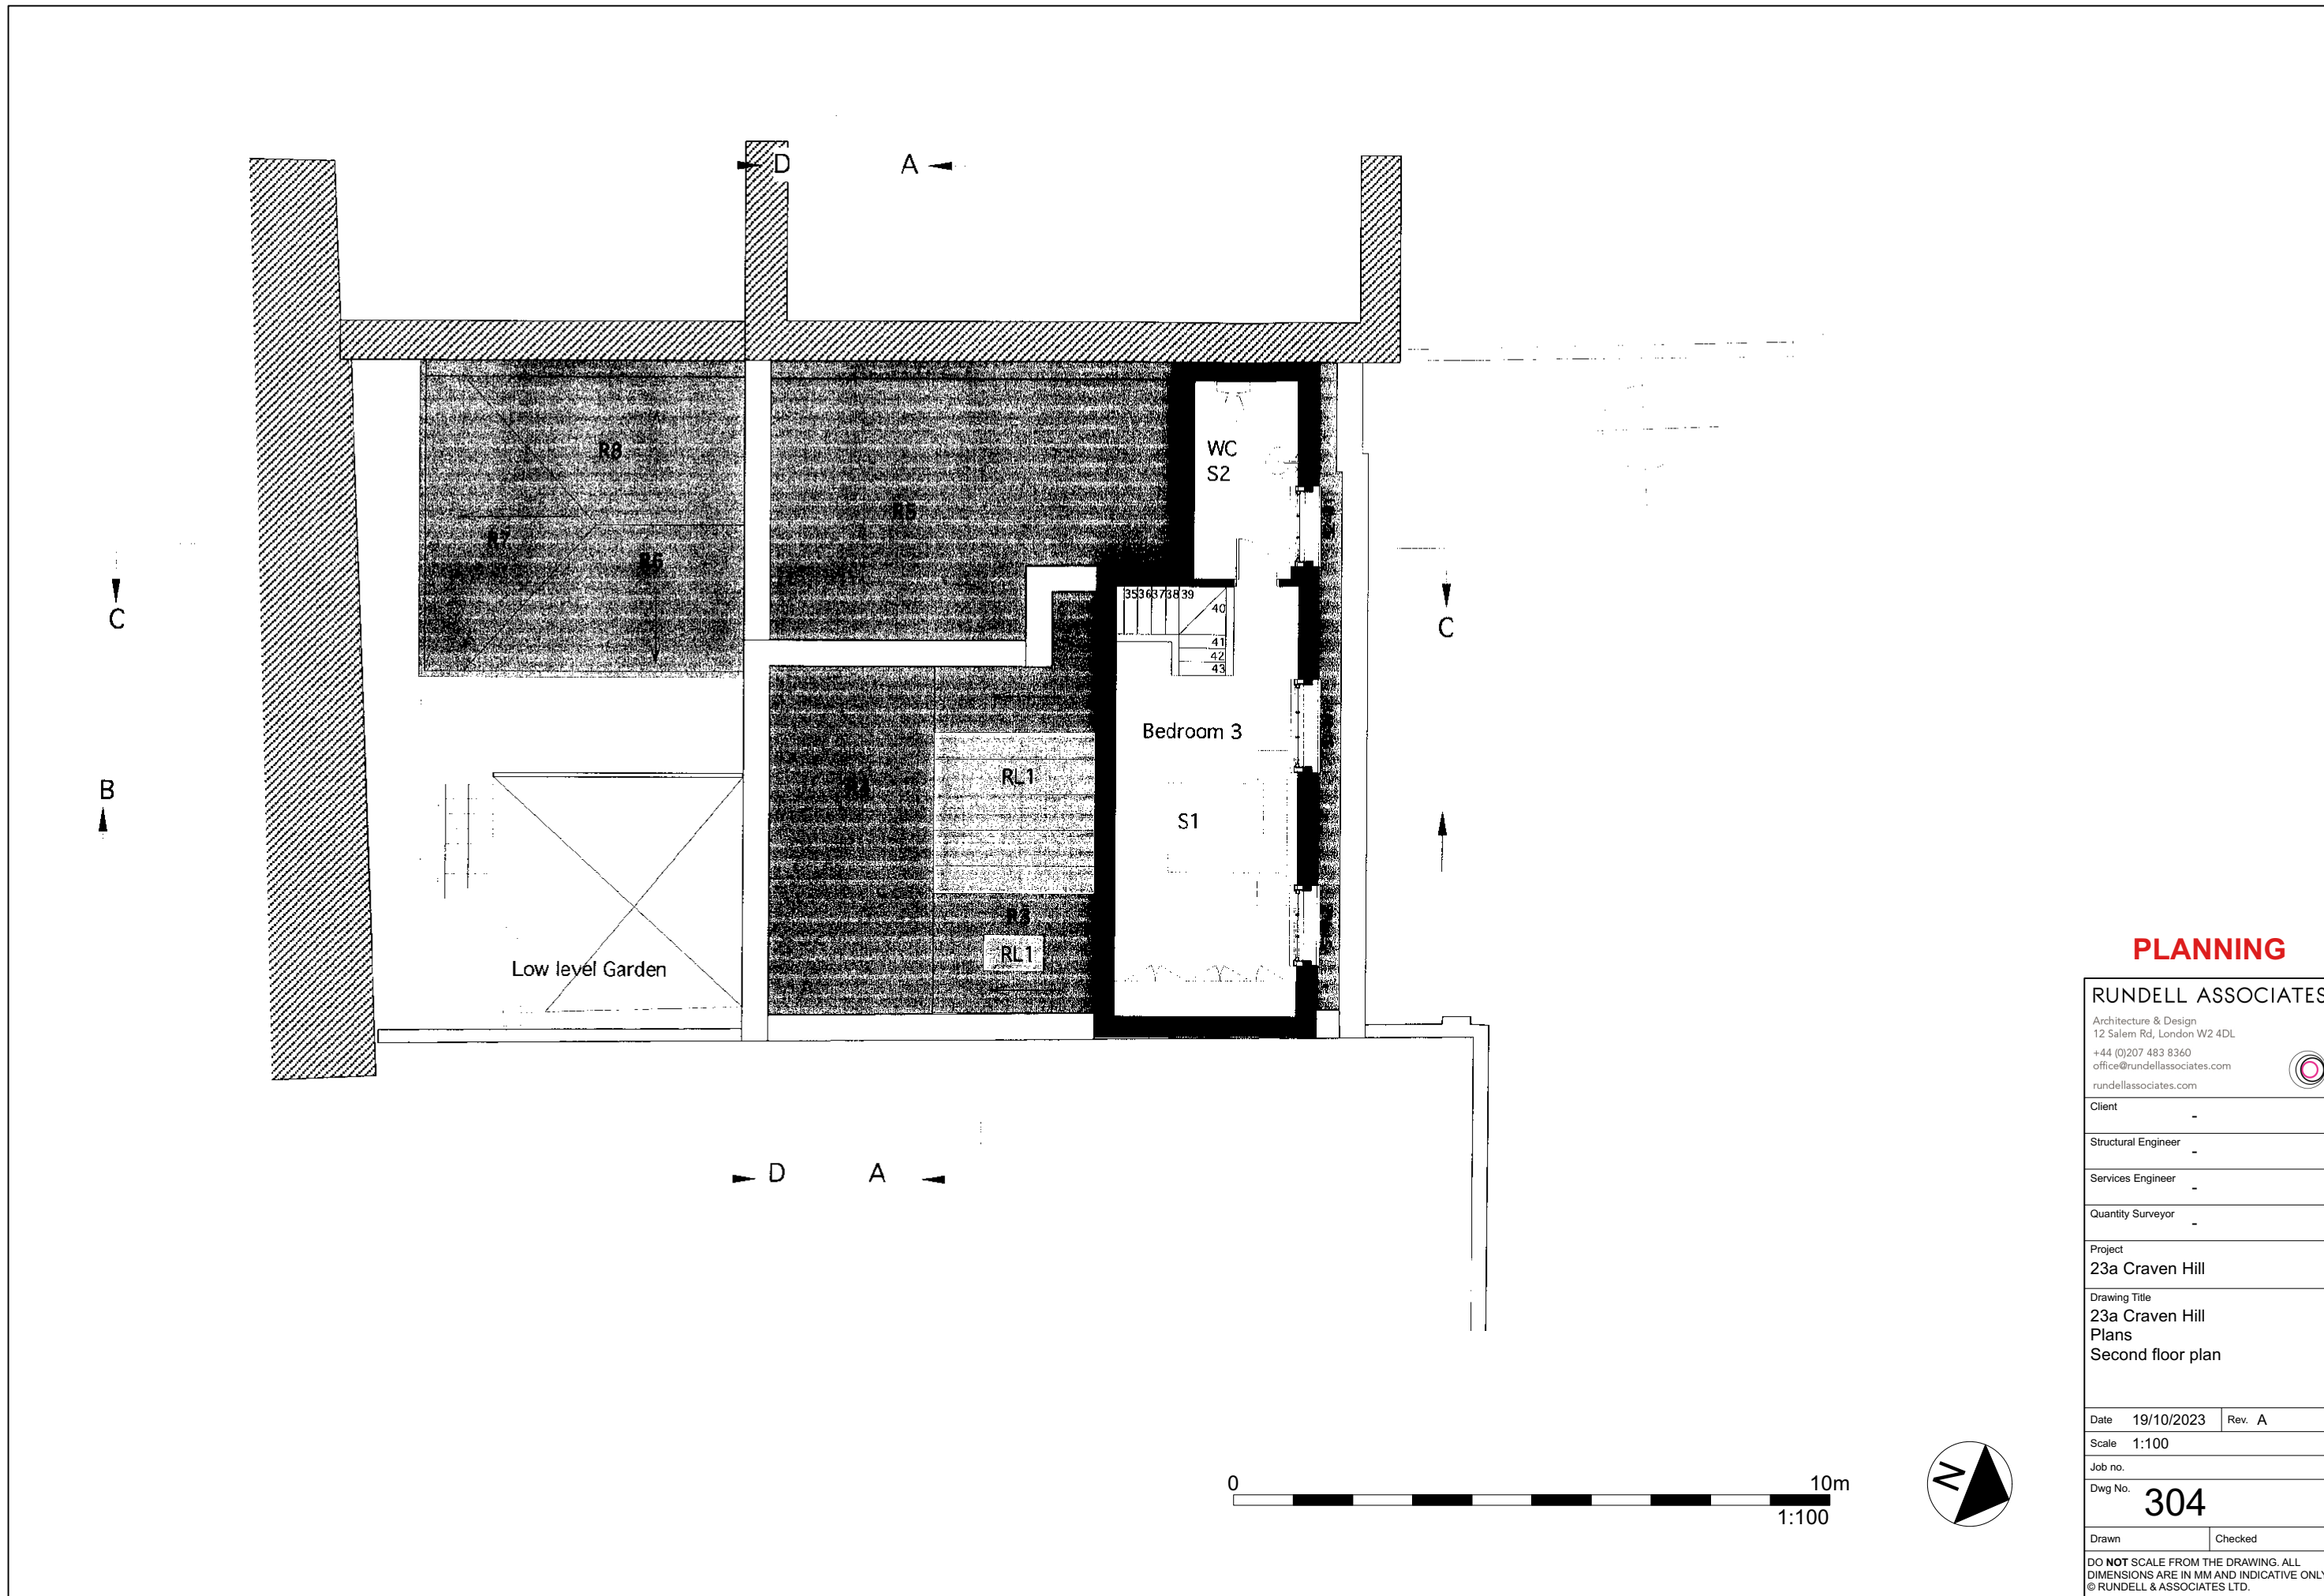 D
A
R8
WC
S2
R5
R7
R6
C
C
35 36 37 38 39
40
41
42
43
Bedroom 3
B
RL1
R4
S1
R3
RL1
Low level Garden
D
A
0
10m
1:100
N
PLANNING
RUNDELL ASSOCIATES
Architecture & Design
12 Salem Rd, London W2 4DL
+44 (0)207 483 8360
office@rundellassociates.com
rundellassociates.com
Client
-
Structural Engineer
-
Services Engineer
-
Quantity Surveyor
-
Project
23a Craven Hill
Drawing Title
23a Craven Hill
Plans
Second floor plan
Date 19/10/2023 Rev. A
Scale 1:100
Job no.
Dwg No. 304
Drawn Checked
DO NOT SCALE FROM THE DRAWING. ALL
DIMENSIONS ARE IN MM AND INDICATIVE ONLY
© RUNDELL & ASSOCIATES LTD.